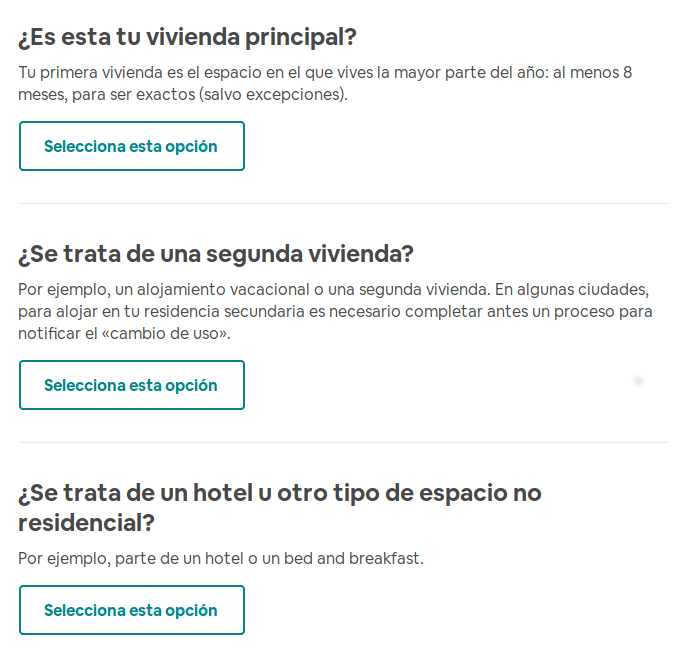 ¿Es esta tu vivienda principal?
Tu primera vivienda es el espacio en el que vives la mayor parte del año: al menos 8
meses, para ser exactos (salvo excepciones).
Selecciona esta opción
¿Se trata de una segunda vivienda?
Por ejemplo, un alojamiento vacacional o una segunda vivienda. En algunas ciudades,
para alojar en tu residencia secundaria es necesario completar antes un proceso para
notificar el «cambio de uso».
Selecciona esta opción
¿Se trata de un hotel u otro tipo de espacio no
residencial?
Por ejemplo, parte de un hotel o un bed and breakfast.
Selecciona esta opción